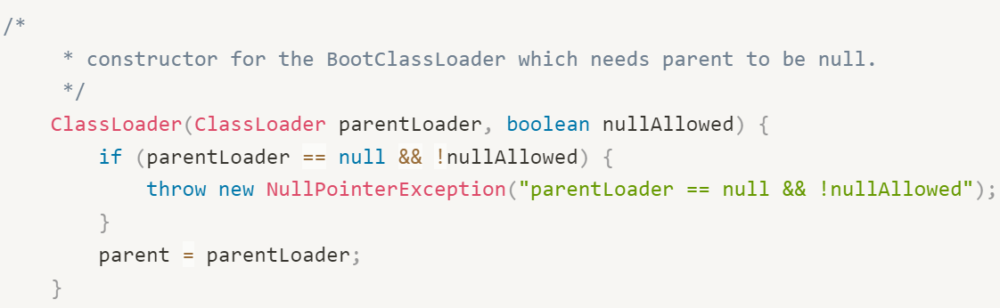 /*
     * constructor for the BootClassLoader which needs parent to be null.
     */
    ClassLoader(ClassLoader parentLoader, boolean nullAllowed) {
        if (parentLoader == null && !nullAllowed) {
            throw new NullPointerException("parentLoader == null && !nullAllowed");
        }
        parent = parentLoader;
    }